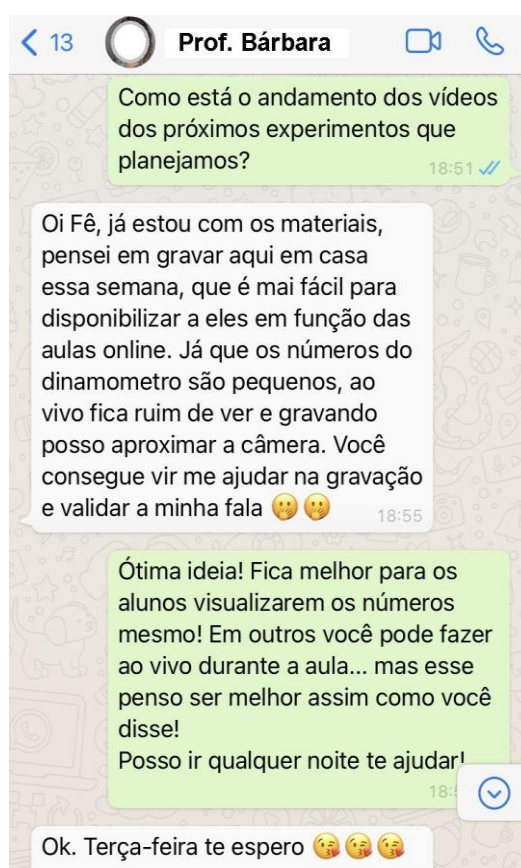 13
Prof. Bárbara
Como está o andamento dos vídeos
dos próximos experimentos que
planejamos?
18:51
Oi Fê, já estou com os materiais,
pensei em gravar aqui em casa
essa semana, que é mai fácil para
disponibilizar a eles em função das
aulas online. Já que os números do
dinamometro são pequenos, ao
vivo fica ruim de ver e gravando
posso aproximar a câmera. Você
consegue vir me ajudar na gravação
e validar a minha fala
18:55
Ótima ideia! Fica melhor para os
alunos visualizarem os números
mesmo! Em outros você pode fazer
ao vivo durante a aula... mas esse
penso ser melhor assim como você
disse!
Posso ir qualquer noite te ajudar!
Ok. Terça-feira te espero